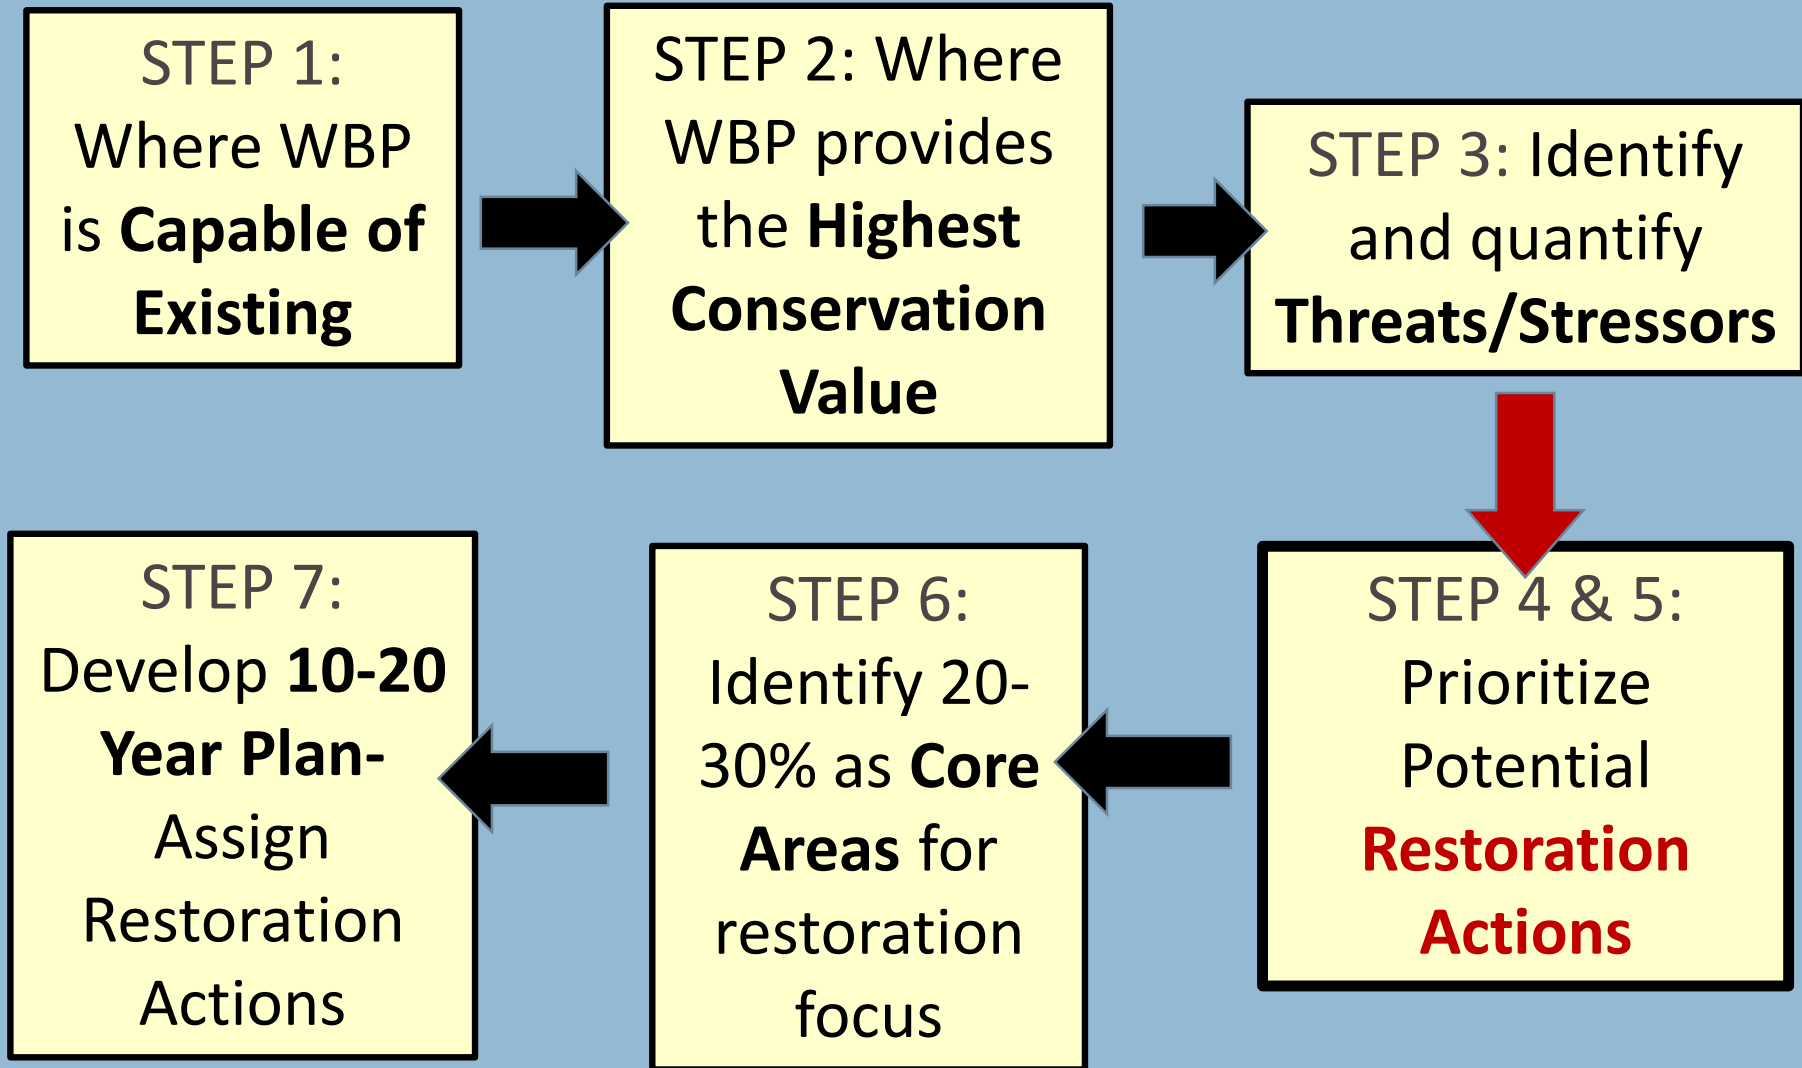 STEP 1:
Where WBP
is Capable of
Existing
STEP 2: Where
WBP provides
the Highest
Conservation
Value
STEP 3: Identify
and quantify
Threats/Stressors
STEP 4 & 5:
Prioritize
Potential
Restoration
Actions
STEP 6:
Identify 20-
30% as Core
Areas for
restoration
focus
STEP 7:
Develop 10-20
Year Plan-
Assign
Restoration
Actions